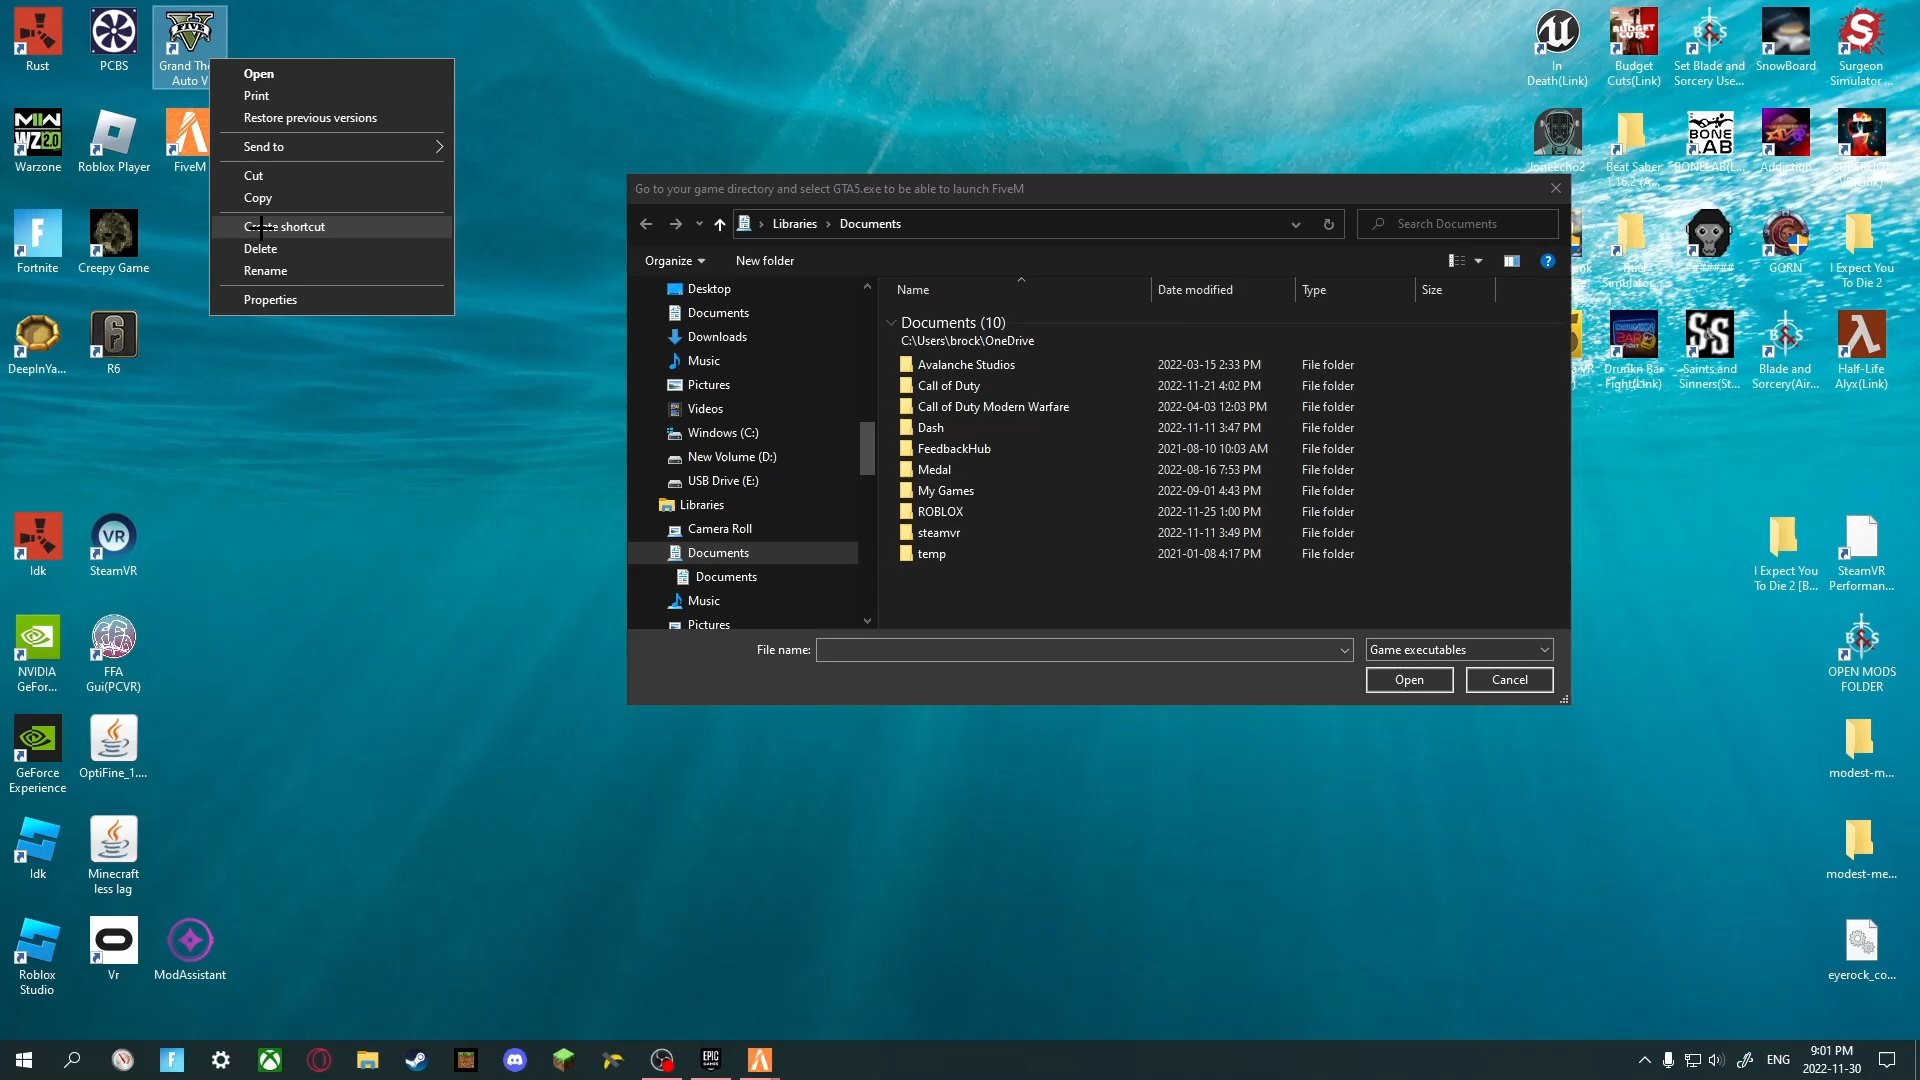 Rust
PCBS
Grand The
Auto V
Warzone
Roblox Player
FiveM
Fortnite
Creepy Game
DeepInYa...
R6
Idk
SteamVR
NVIDIA
GeFor...
FFA
Gui(PCVR)
GeForce
Experience
OptiFine_1....
Idk
Minecraft
less lag
Roblox
Studio
Vr
ModAssistant
Open
Print
Restore previous versions
Send to
Cut
Copy
Create shortcut
Delete
Rename
Properties
Go to your game directory and select GTA5.exe to be able to launch FiveM
Libraries
Documents
Search Documents
Organize
New folder
Desktop
Documents
Downloads
Music
Pictures
Videos
Windows (C:)
New Volume (D:)
USB Drive (E:)
Libraries
Camera Roll
Documents
Documents
Music
Pictures
Name Date modified Type Size
Documents (10)
C:\Users\brock\OneDrive
Avalanche Studios 2022-03-15 2:33 PM File folder
Call of Duty 2022-11-21 4:02 PM File folder
Call of Duty Modern Warfare 2022-04-03 12:03 PM File folder
Dash 2022-11-11 3:47 PM File folder
FeedbackHub 2021-08-10 10:03 AM File folder
Medal 2022-08-16 7:53 PM File folder
My Games 2022-09-01 4:43 PM File folder
ROBLOX 2022-11-25 1:00 PM File folder
steamvr 2022-11-11 3:49 PM File folder
temp 2021-01-08 4:17 PM File folder
File name:
Game executables
Open
Cancel
In
Death(Link)
Budget
Cuts(Link)
Set Blade and
Sorcery Use...
SnowBoard
Surgeon
Simulator ...
Joneecho2
Beat Saber
1.16.2 (A...
BONELAB(L...
Addiction
GORN
I Expect You
To Die 2
Drunkn Bar
Fight(Link)
Saints and
Sinners(St...
Blade and
Sorcery(Air...
Half-Life
Alyx(Link)
I Expect You
To Die 2 [B...
SteamVR
Performan...
OPEN MODS
FOLDER
modest-m...
modest-me...
eyerock_co...
ENG
9:01 PM
2022-11-30